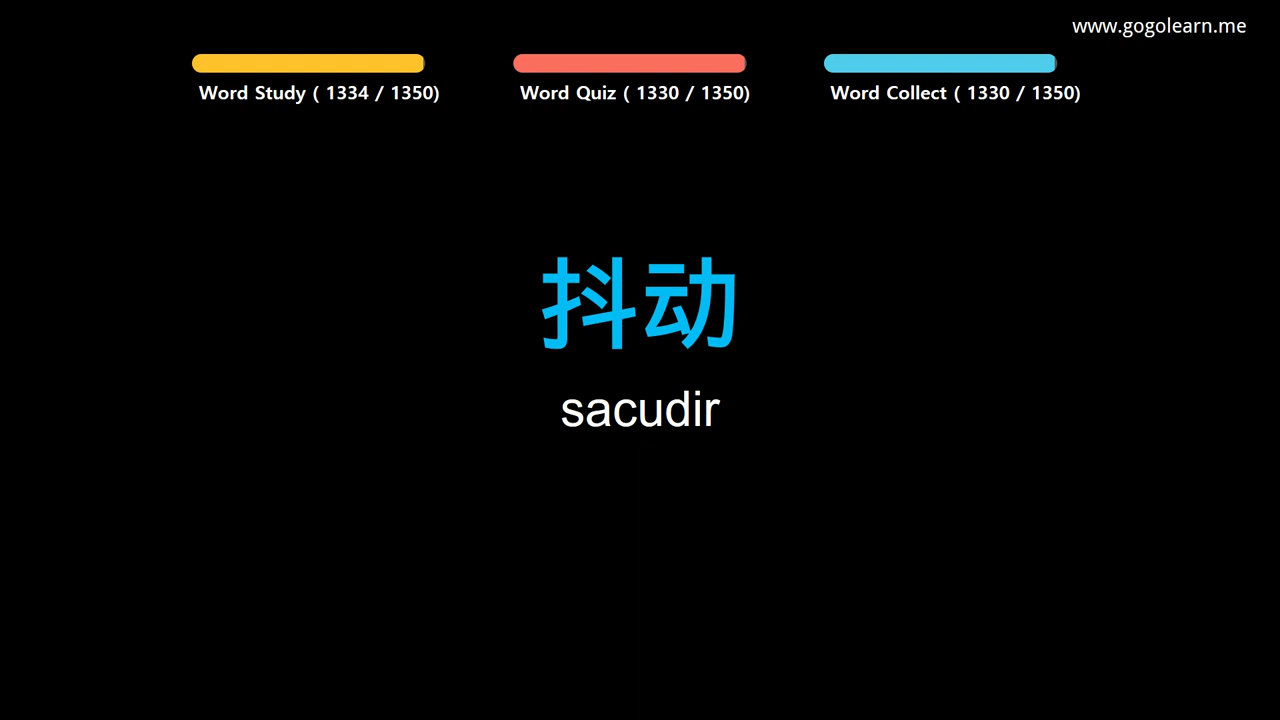 www.gogolearn.me
Word Study ( 1334 / 1350)
Word Quiz ( 1330 / 1350)
Word Collect ( 1330 / 1350)
抖动
sacudir